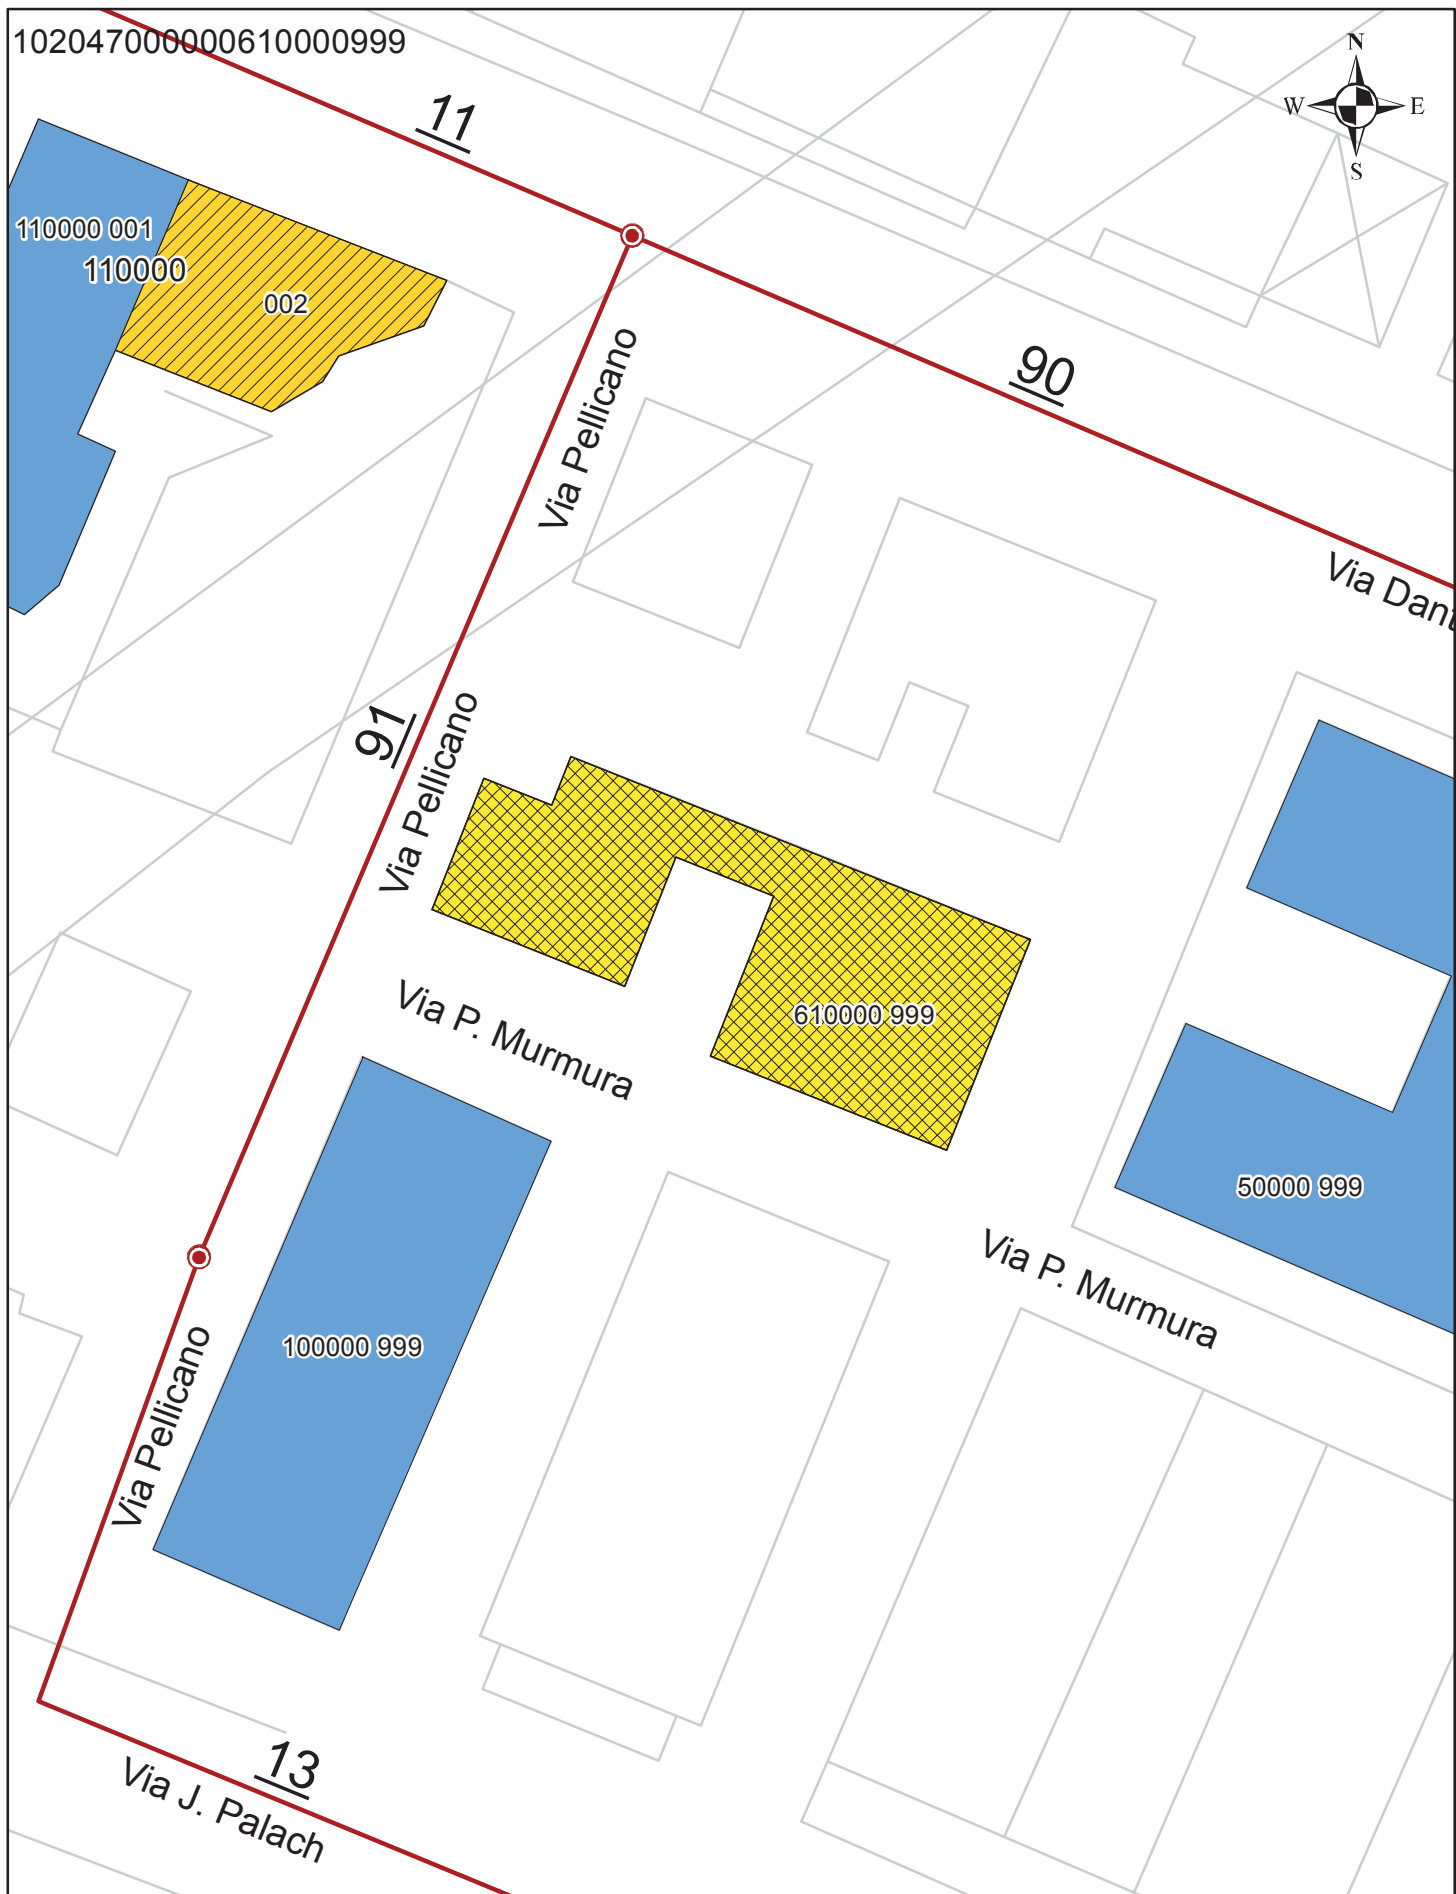 102047000000610000999
N
W E
S
11
110000 001
110000
002
Via Pellicano
90
Via Dant
91
Via Pellicano
610000 999
Via P. Murmura
50000 999
Via P. Murmura
100000 999
Via Pellicano
13
Via J. Palach